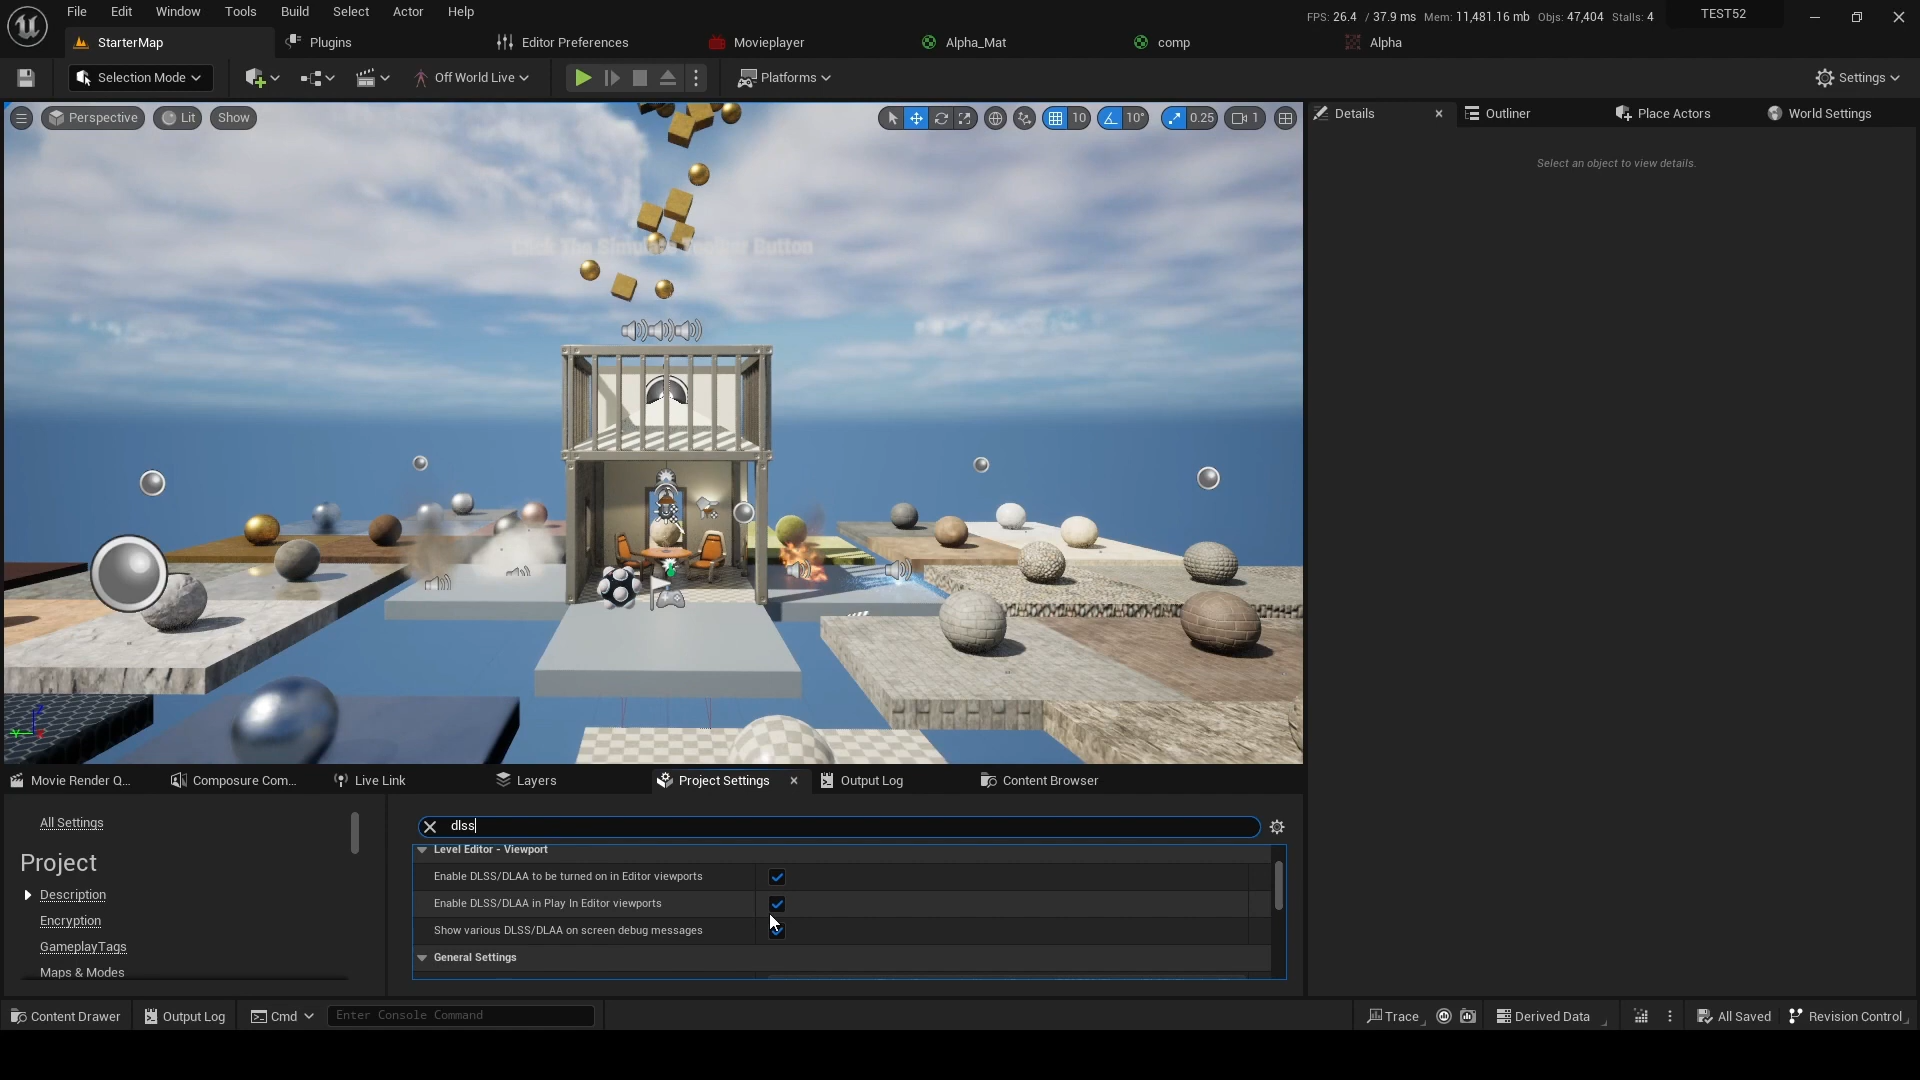 File Edit Window Tools Build Select Actor Help
FPS: 26.4 / 37.9 ms Mem: 11,481.16 mb Objs: 47,404 Stalls: 4
TEST52
StarterMap
Plugins
Editor Preferences
Movieplayer
Alpha_Mat
comp
Alpha
Selection Mode
Off World Live
Platforms
Settings
Perspective
Lit
Show
10
10°
0.25
1
Details
Outliner
Place Actors
World Settings
Select an object to view details.
Click The Simulate Button
Movie Render Q...
Composure Com...
Live Link
Layers
Project Settings
Output Log
Content Browser
All Settings
Project
Description
Encryption
GameplayTags
Maps & Modes
dlss
Level Editor - Viewport
Enable DLSS/DLAA to be turned on in Editor viewports
Enable DLSS/DLAA in Play In Editor viewports
Show various DLSS/DLAA on screen debug messages
General Settings
Content Drawer
Output Log
Cmd
Enter Console Command
Trace
Derived Data
All Saved
Revision Control